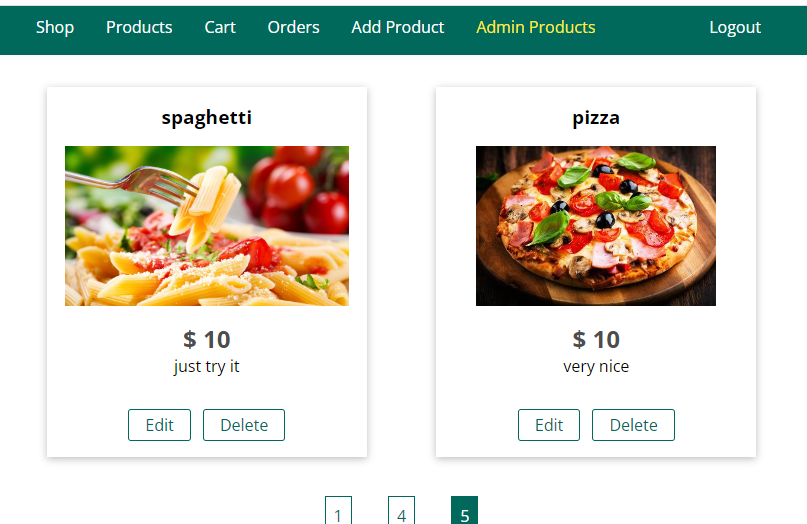 Shop Products Cart Orders Add Product Admin Products Logout
spaghetti
$ 10
just try it
Edit Delete
pizza
$ 10
very nice
Edit Delete
1 4 5